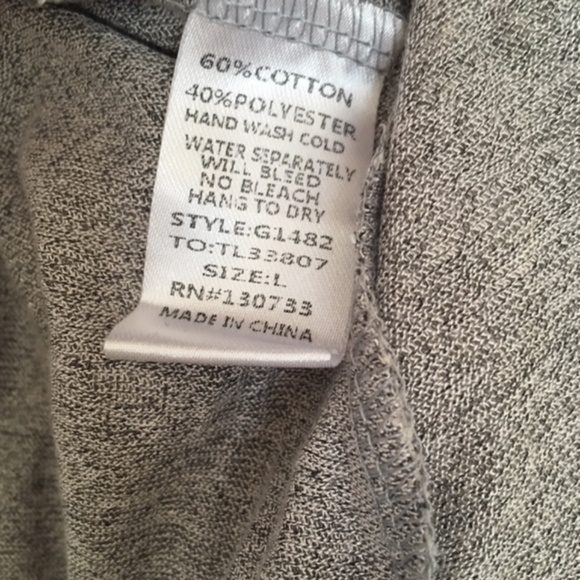 60%COTTON
40%POLYESTER
HAND WASH COLD
WATER SEPARATELY
WILL BLEED
NO BLEACH
HANG TO DRY
STYLE:G1482
TO:TL33807
SIZE:L
RN#130733
MADE IN CHINA